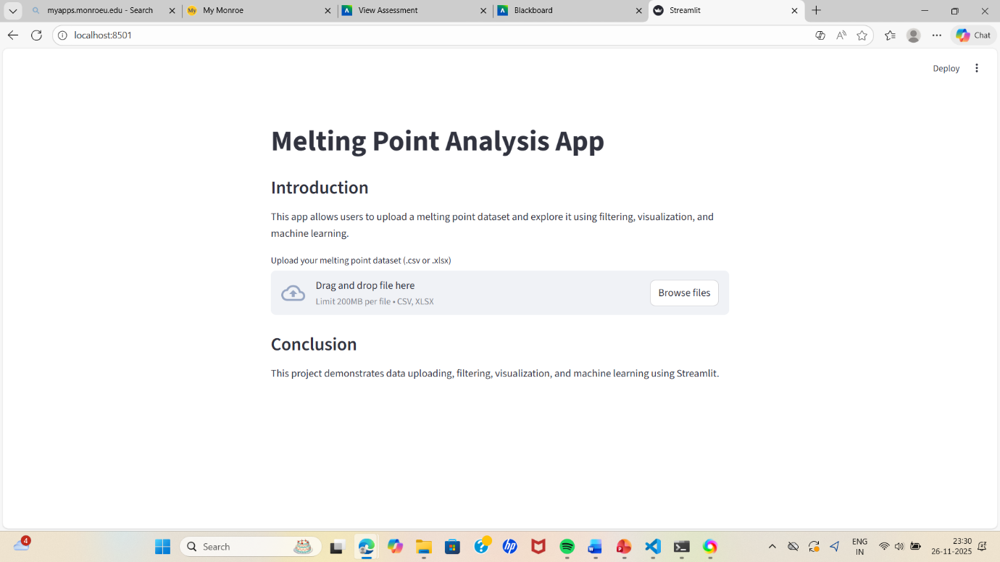 myapps.monroeu.edu - Search
My Monroe
View Assessment
Blackboard
Streamlit
localhost:8501
Chat
Deploy
Melting Point Analysis App
Introduction
This app allows users to upload a melting point dataset and explore it using filtering, visualization, and
machine learning.
Upload your melting point dataset (.csv or .xlsx)
Drag and drop file here
Limit 200MB per file • CSV, XLSX
Browse files
Conclusion
This project demonstrates data uploading, filtering, visualization, and machine learning using Streamlit.
4
Search
ENG
IN
23:30
26-11-2025